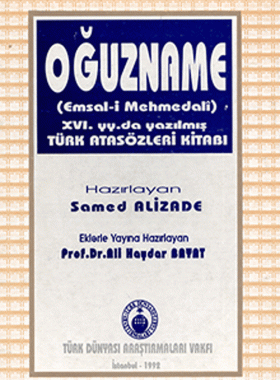 OĞUZNAME
(Emsal-i Mehmedali)
XVI. yy.da yazılmış
TÜRK ATASÖZLERİ KİTABI
Hazırlayan
Samed ALİZADE
Eklerle Yayına Hazırlayan
Prof.Dr.Ali Haydar BAYAT
TÜRK DÜNYASI ARAŞTIRMALARI VAKFI
İstanbul - 1992